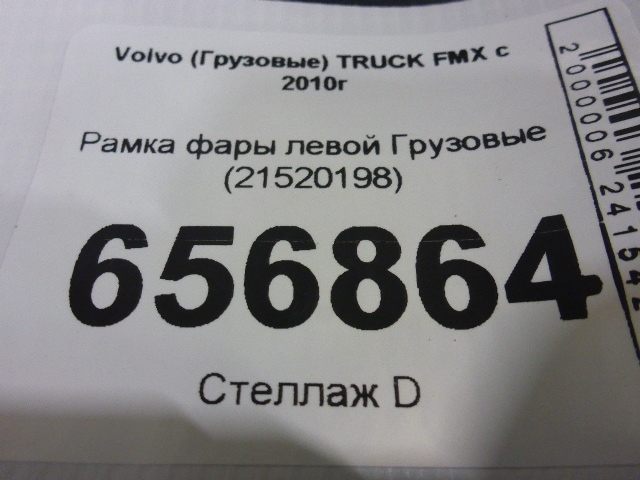 Volvo (Грузовые) TRUCK FMX с
2010г
Рамка фары левой Грузовые
(21520198)
656864
Стеллаж D
2000006241542